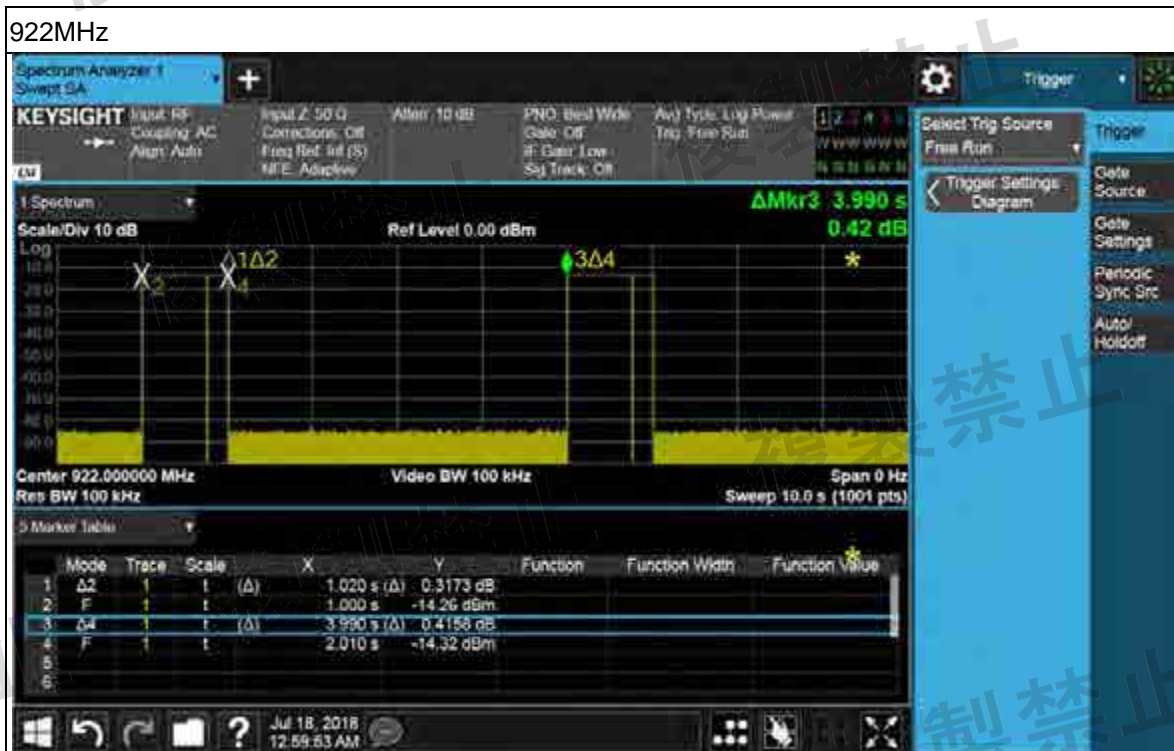 922MHz
Spectrum Analyzer 1
Swept SA
+
Trigger
KEYSIGHT
Input: RF
Coupling: AC
Align: Auto
Input Z: 50 Ω
Corrections: Off
Freq Ref: Int (S)
NFE: Adaptive
Atten: 10 dB
PNO: Best Wide
Gate: Off
IF Gain: Low
Sig Track: Off
Avg Type: Log Power
Trig: Free Run
Select Trig Source
Free Run
Trigger Settings
Diagram
Trigger
Gate
Source
Gate
Settings
Periodic
Sync Src
Auto/
Holdoff
1 Spectrum
ΔMkr3 3.990 s
0.42 dB
Scale/Div 10 dB
Ref Level 0.00 dBm
Log
1Δ2
3Δ4
2
4
Center 922.000000 MHz
Video BW 100 kHz
Span 0 Hz
Res BW 100 kHz
Sweep 10.0 s (1001 pts)
5 Marker Table
Mode Trace Scale X Y Function Function Width Function Value
1 Δ2 1 t (Δ) 1.020 s (Δ) 0.3173 dB
2 F 1 t 1.000 s -14.26 dBm
3 Δ4 1 t (Δ) 3.990 s (Δ) 0.4158 dB
4 F 1 t 2.010 s -14.32 dBm
5
6
?
Jul 18, 2018
12:59:53 AM
複製禁止